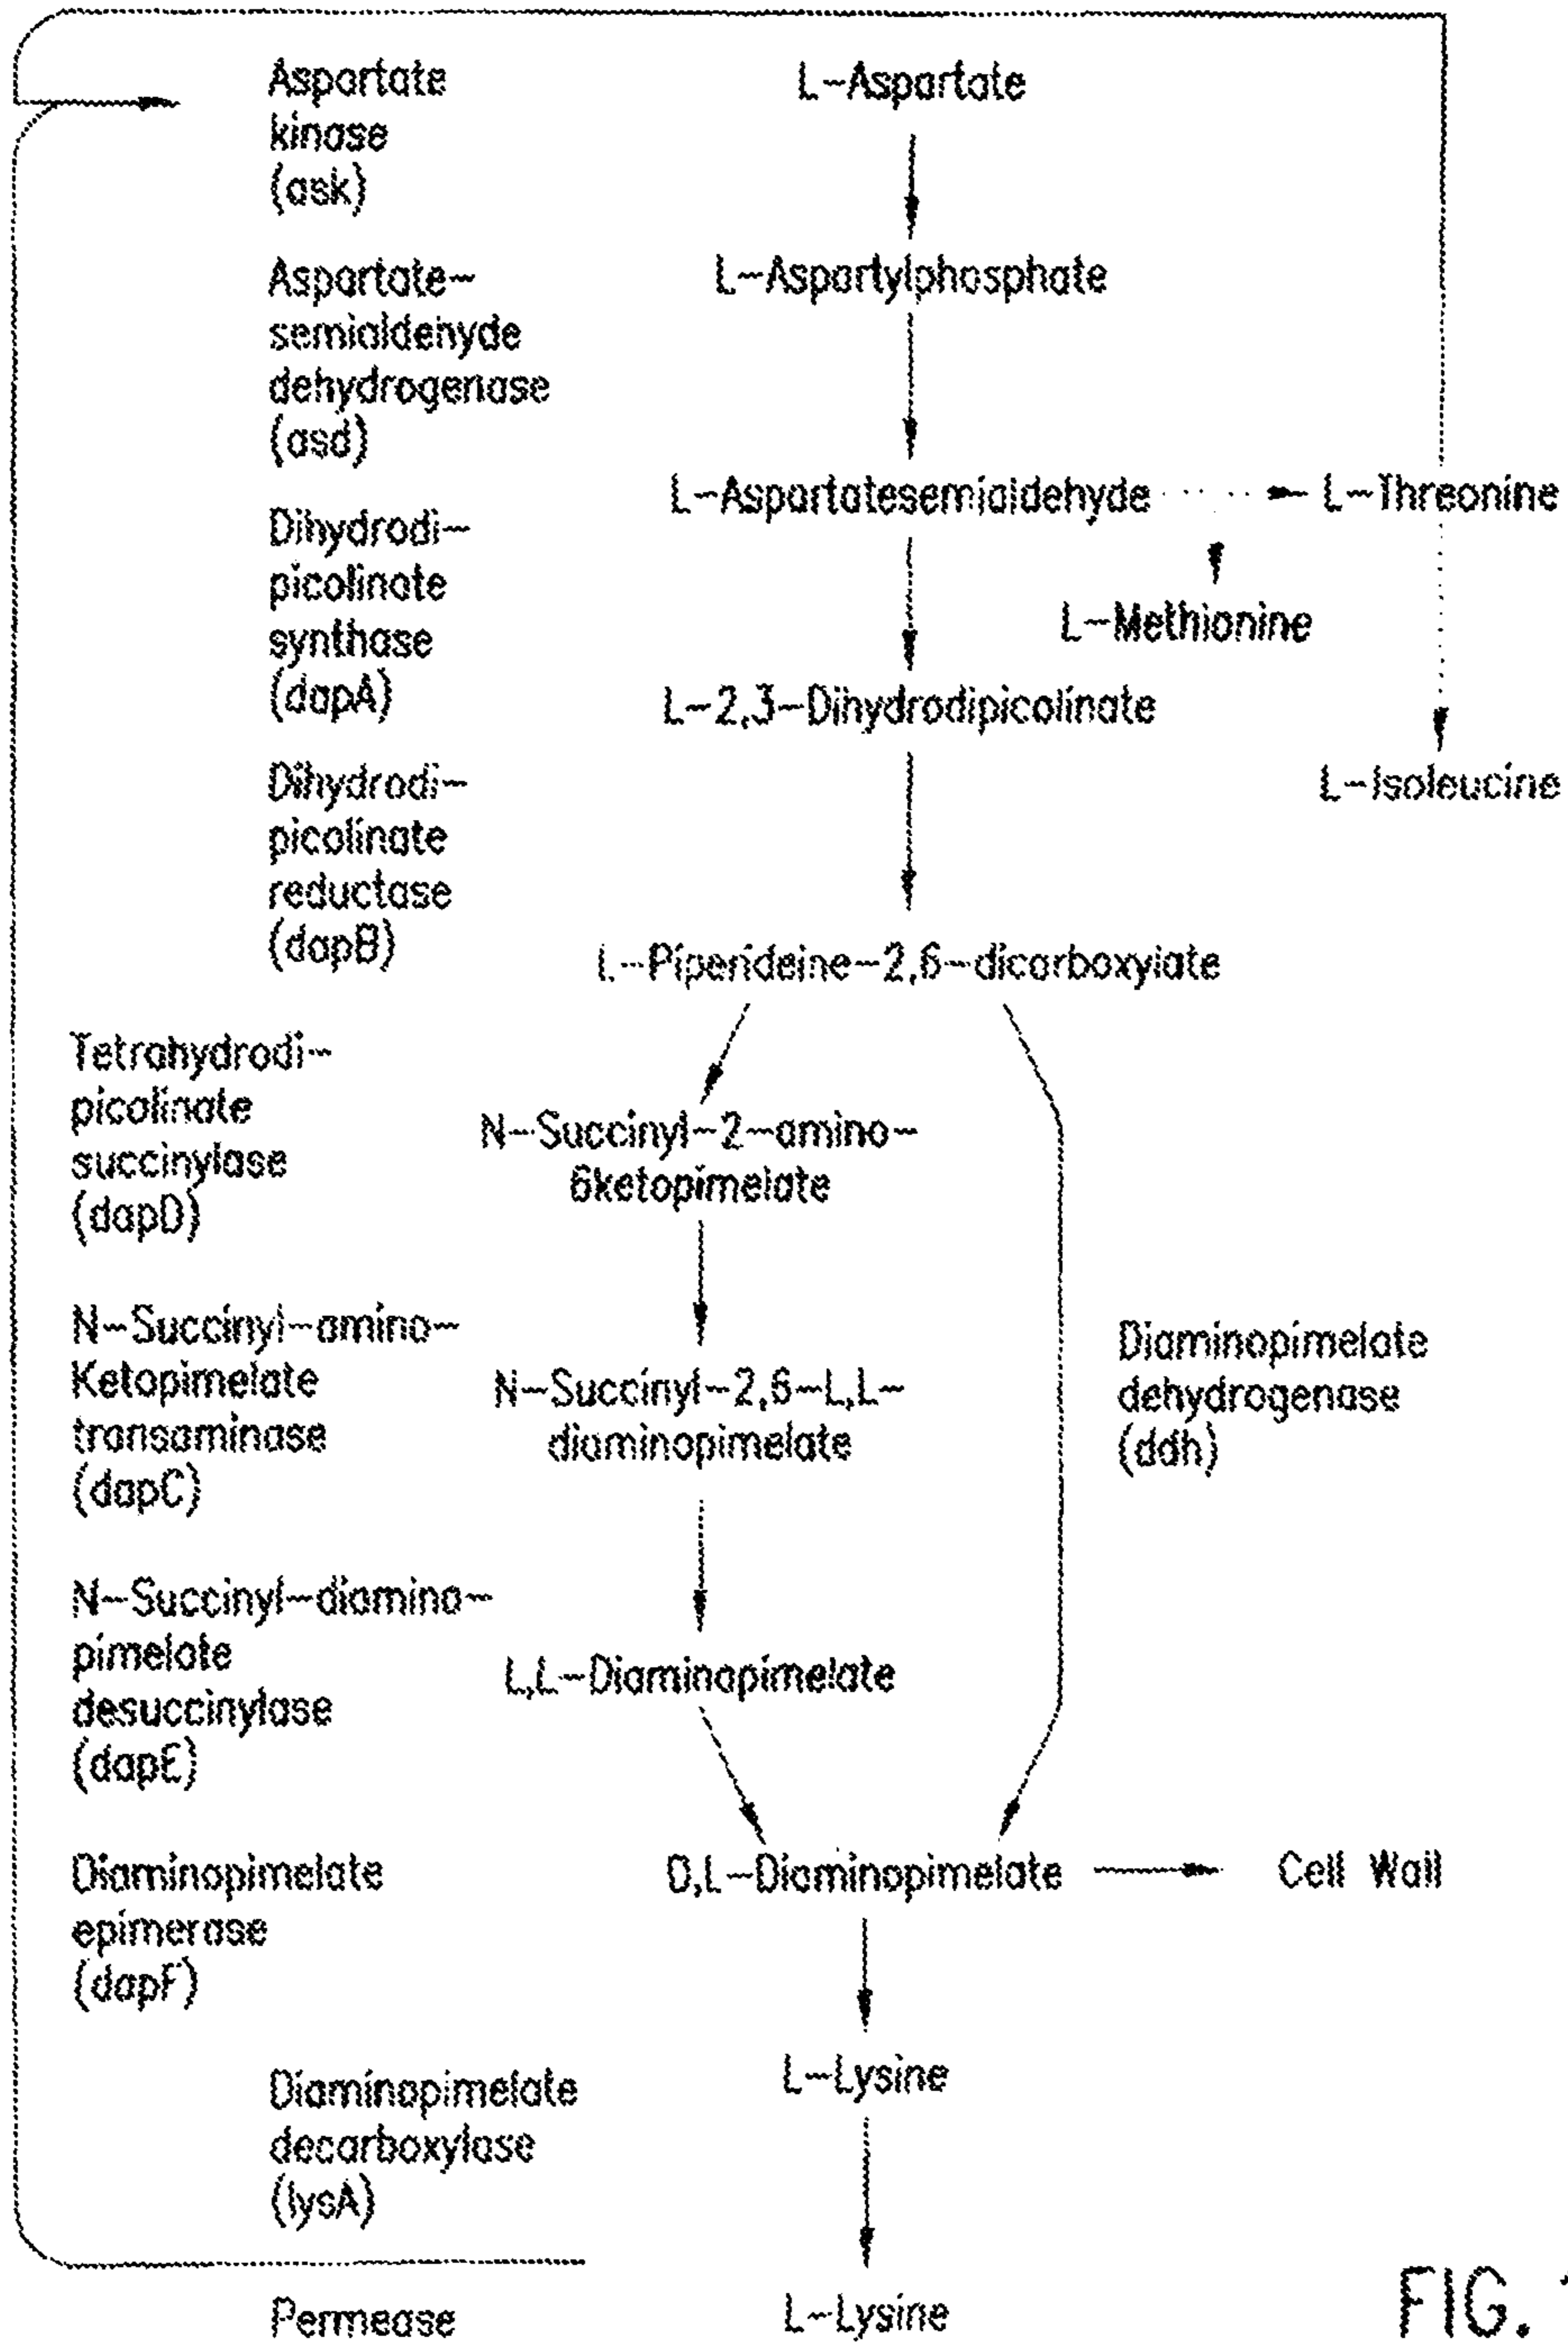 Aspartate
kinase
(ask)
L-Aspartate
Aspartate-
semialdehyde
dehydrogenase
(asd)
L-Aspartylphosphate
L-Aspartatesemialdehyde
L-Threonine
Dihydrodi-
picolinate
synthase
(dapA)
L-Methionine
L-2,3-Dihydrodipicolinate
L-Isoleucine
Dihydrodi-
picolinate
reductase
(dapB)
L-Piperideine-2,6-dicarboxylate
Tetrahydrodi-
picolinate
succinylase
(dapD)
N-Succinyl-2-amino-
6ketopimelate
N-Succinyl-amino-
Ketopimelate
transaminase
(dapC)
N-Succinyl-2,6-L,L-
diaminopimelate
Diaminopimelate
dehydrogenase
(ddh)
N-Succinyl-diamino-
pimelate
desuccinylase
(dapE)
L,L-Diaminopimelate
Diaminopimelate
epimerase
(dapF)
D,L-Diaminopimelate
Cell Wall
L-Lysine
Diaminopimelate
decarboxylase
(lysA)
Permease
L-Lysine
FIG.